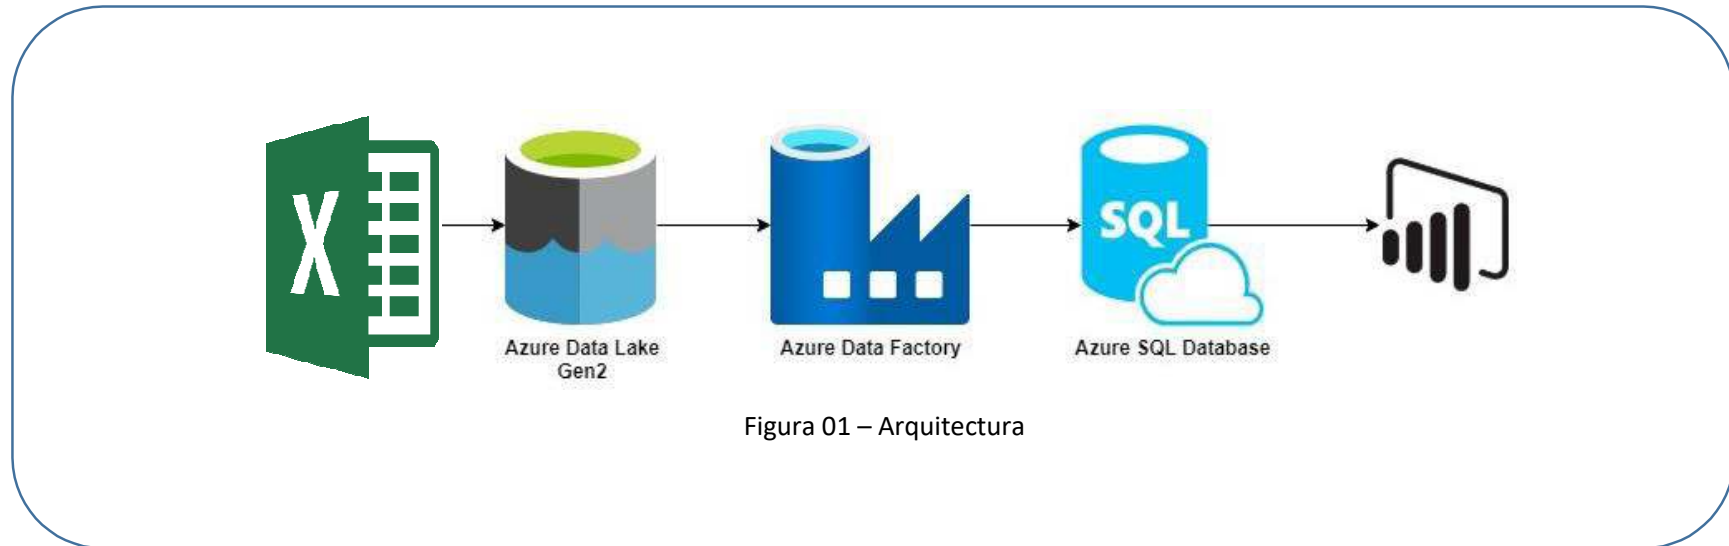 X
SQL
Azure Data Lake
Gen2
Azure Data Factory
Azure SQL Database
Figura 01 – Arquitectura